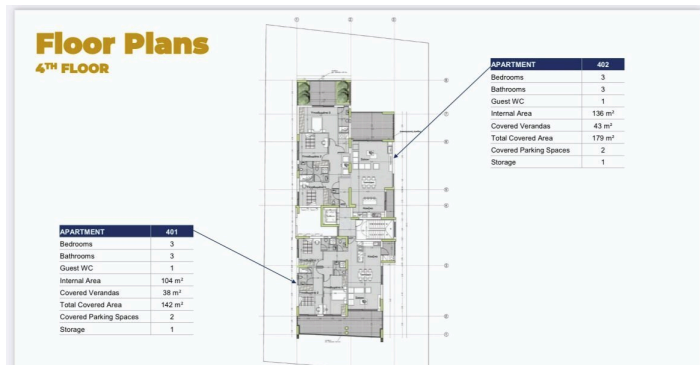 Floor Plans
4TH FLOOR
APARTMENT 402
Bedrooms 3
Bathrooms 3
Guest WC 1
Internal Area 136 m²
Covered Verandas 43 m²
Total Covered Area 179 m²
Covered Parking Spaces 2
Storage 1
APARTMENT 401
Bedrooms 3
Bathrooms 3
Guest WC 1
Internal Area 104 m²
Covered Verandas 38 m²
Total Covered Area 142 m²
Covered Parking Spaces 2
Storage 1